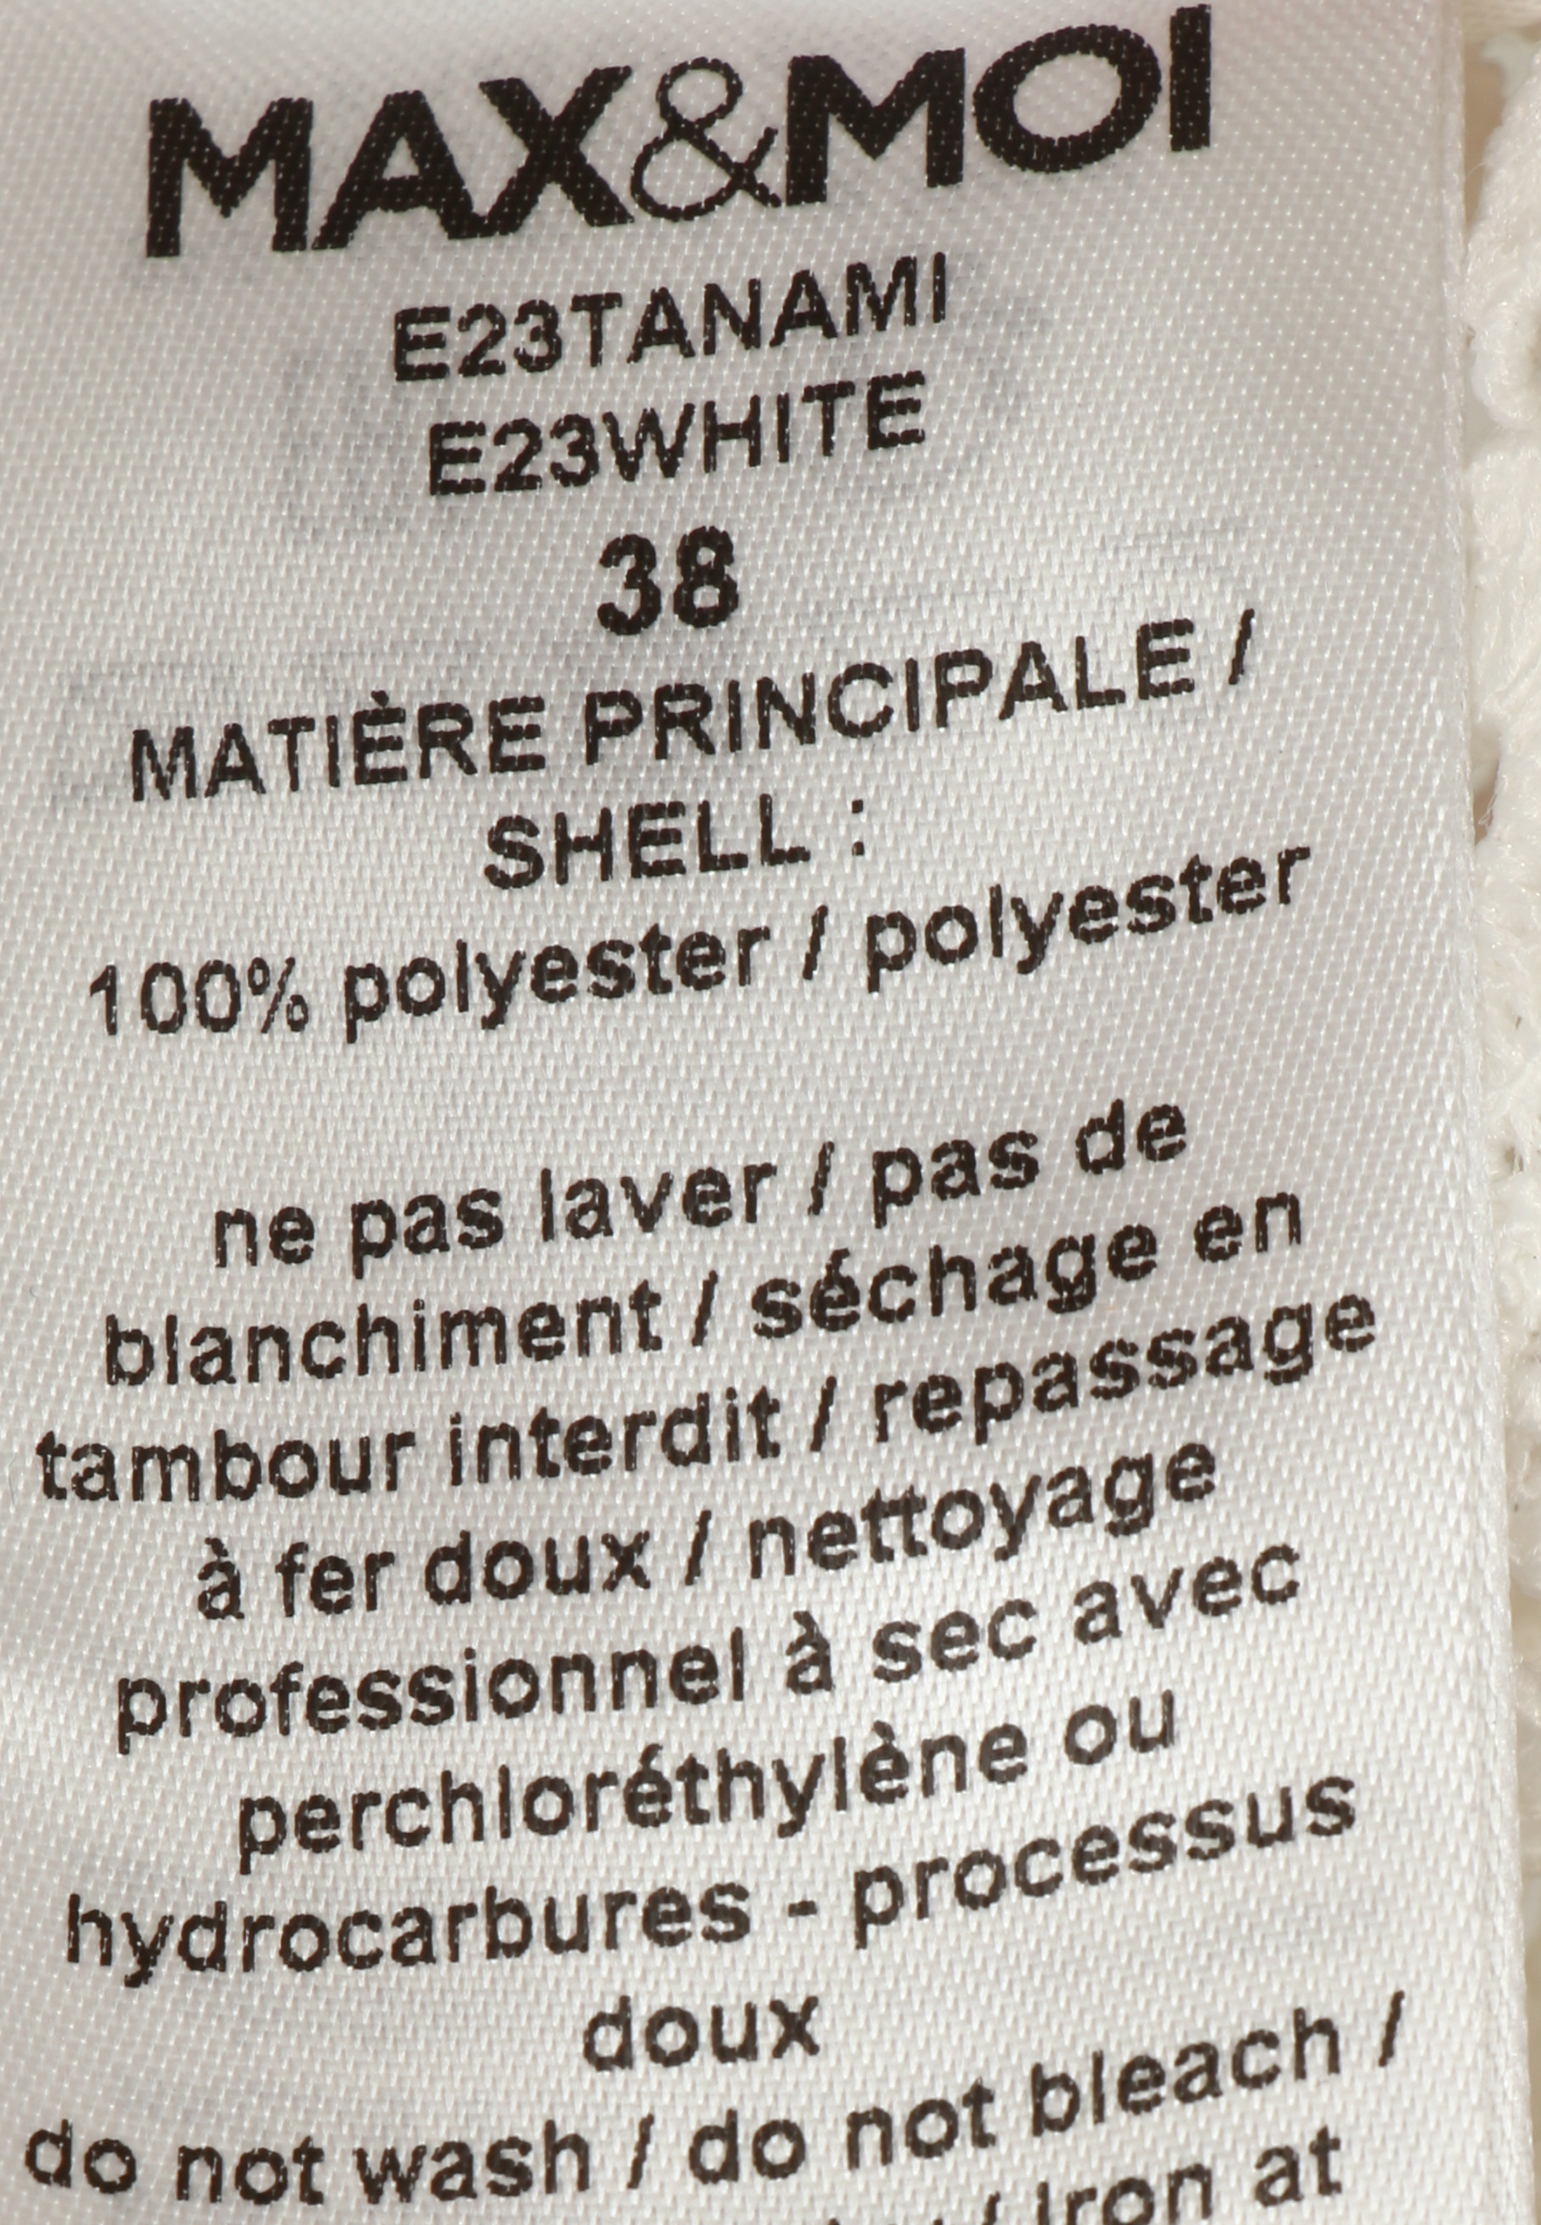 MAX&MOI
E23TANAMI
E23WHITE
38
MATIÈRE PRINCIPALE /
SHELL :
100% polyester / polyester
ne pas laver / pas de
blanchiment / séchage en
tambour interdit / repassage
à fer doux / nettoyage
professionnel à sec avec
perchloréthylène ou
hydrocarbures - processus
doux
do not wash / do not bleach /
/ Iron at